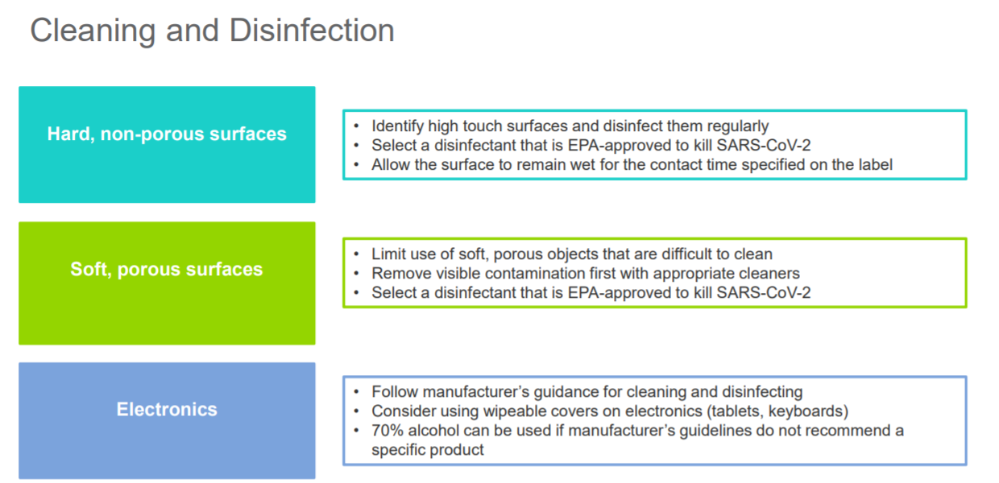 Cleaning and Disinfection
Hard, non-porous surfaces
• Identify high touch surfaces and disinfect them regularly
• Select a disinfectant that is EPA-approved to kill SARS-CoV-2
• Allow the surface to remain wet for the contact time specified on the label
Soft, porous surfaces
• Limit use of soft, porous objects that are difficult to clean
• Remove visible contamination first with appropriate cleaners
• Select a disinfectant that is EPA-approved to kill SARS-CoV-2
Electronics
• Follow manufacturer’s guidance for cleaning and disinfecting
• Consider using wipeable covers on electronics (tablets, keyboards)
• 70% alcohol can be used if manufacturer’s guidelines do not recommend a
specific product